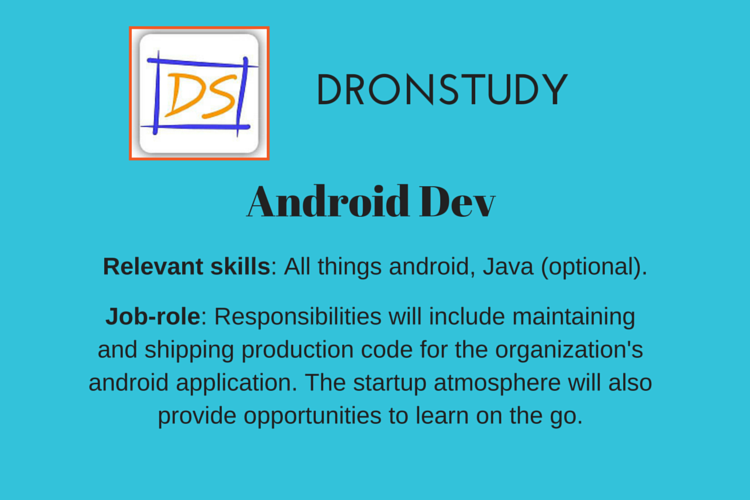 DS
DRONSTUDY
Android Dev
Relevant skills: All things android, Java (optional).
Job-role: Responsibilities will include maintaining
and shipping production code for the organization's
android application. The startup atmosphere will also
provide opportunities to learn on the go.